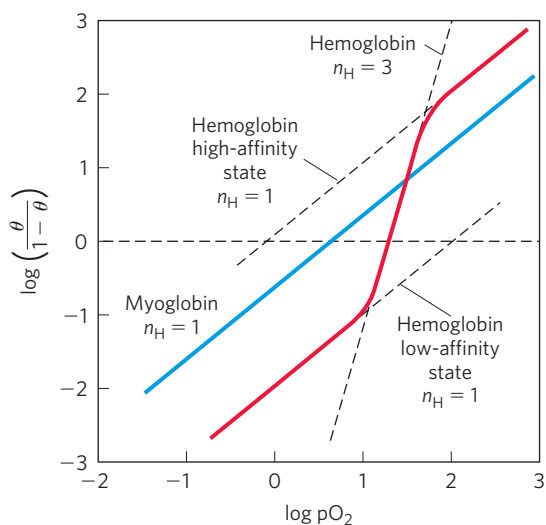 3
2
1
0
−1
−2
−3
−2
−1
0
1
2
3
log pO₂
log (θ / 1 − θ)
Hemoglobin
nH = 3
Hemoglobin
high-affinity
state
nH = 1
Myoglobin
nH = 1
Hemoglobin
low-affinity
state
nH = 1